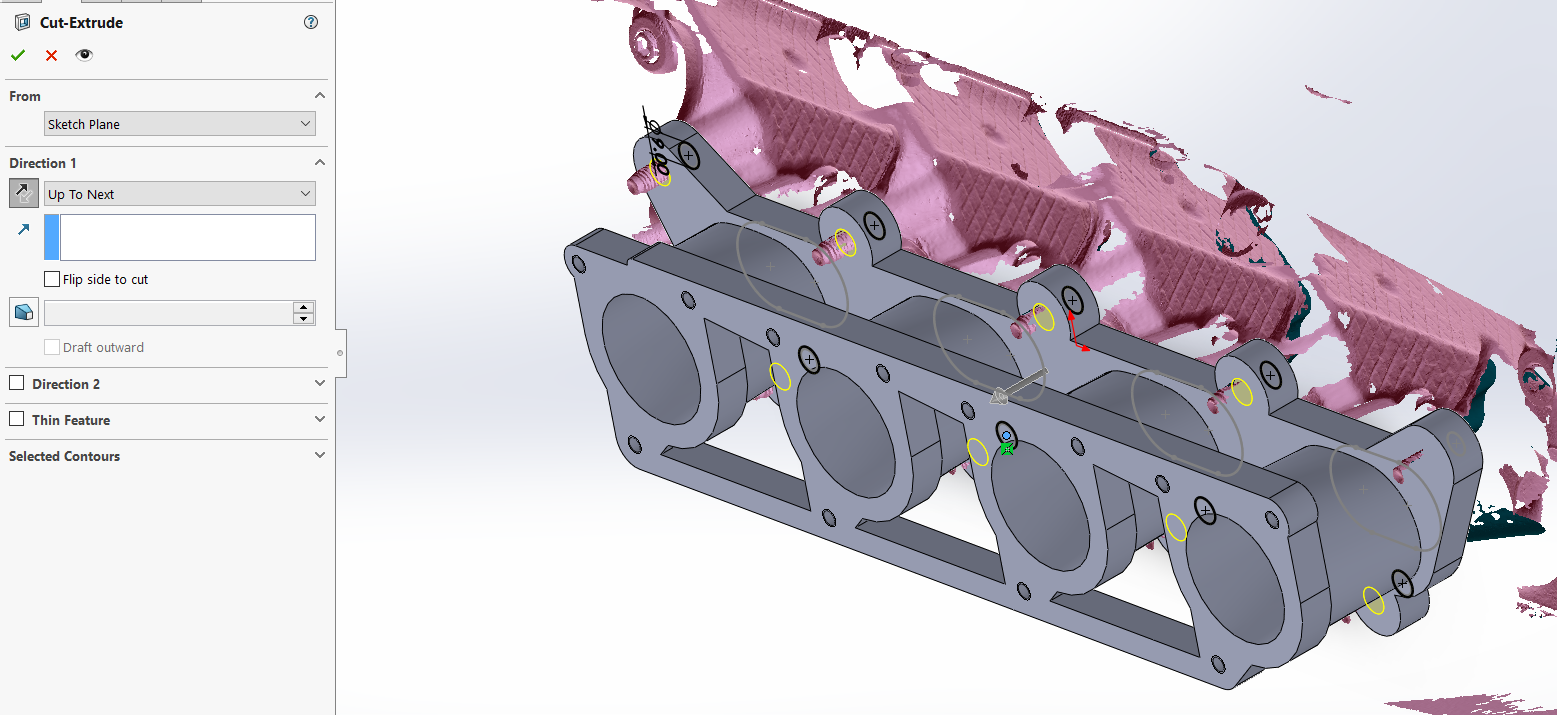 Cut-Extrude
From
Sketch Plane
Direction 1
Up To Next
Flip side to cut
Draft outward
Direction 2
Thin Feature
Selected Contours